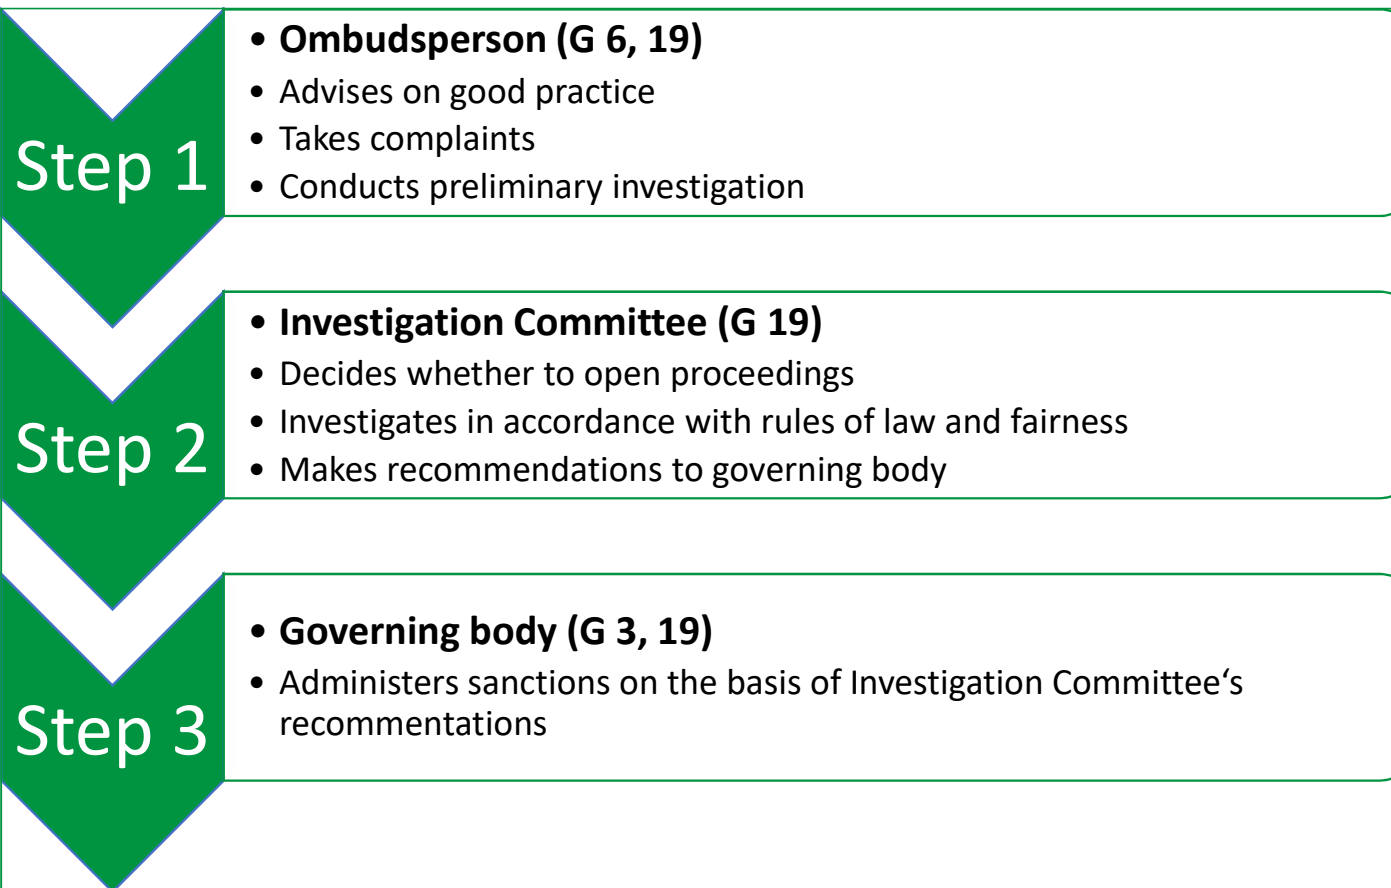 Step 1
• Ombudsperson (G 6, 19)
• Advises on good practice
• Takes complaints
• Conducts preliminary investigation
Step 2
• Investigation Committee (G 19)
• Decides whether to open proceedings
• Investigates in accordance with rules of law and fairness
• Makes recommendations to governing body
Step 3
• Governing body (G 3, 19)
• Administers sanctions on the basis of Investigation Committee‘s
recommentations